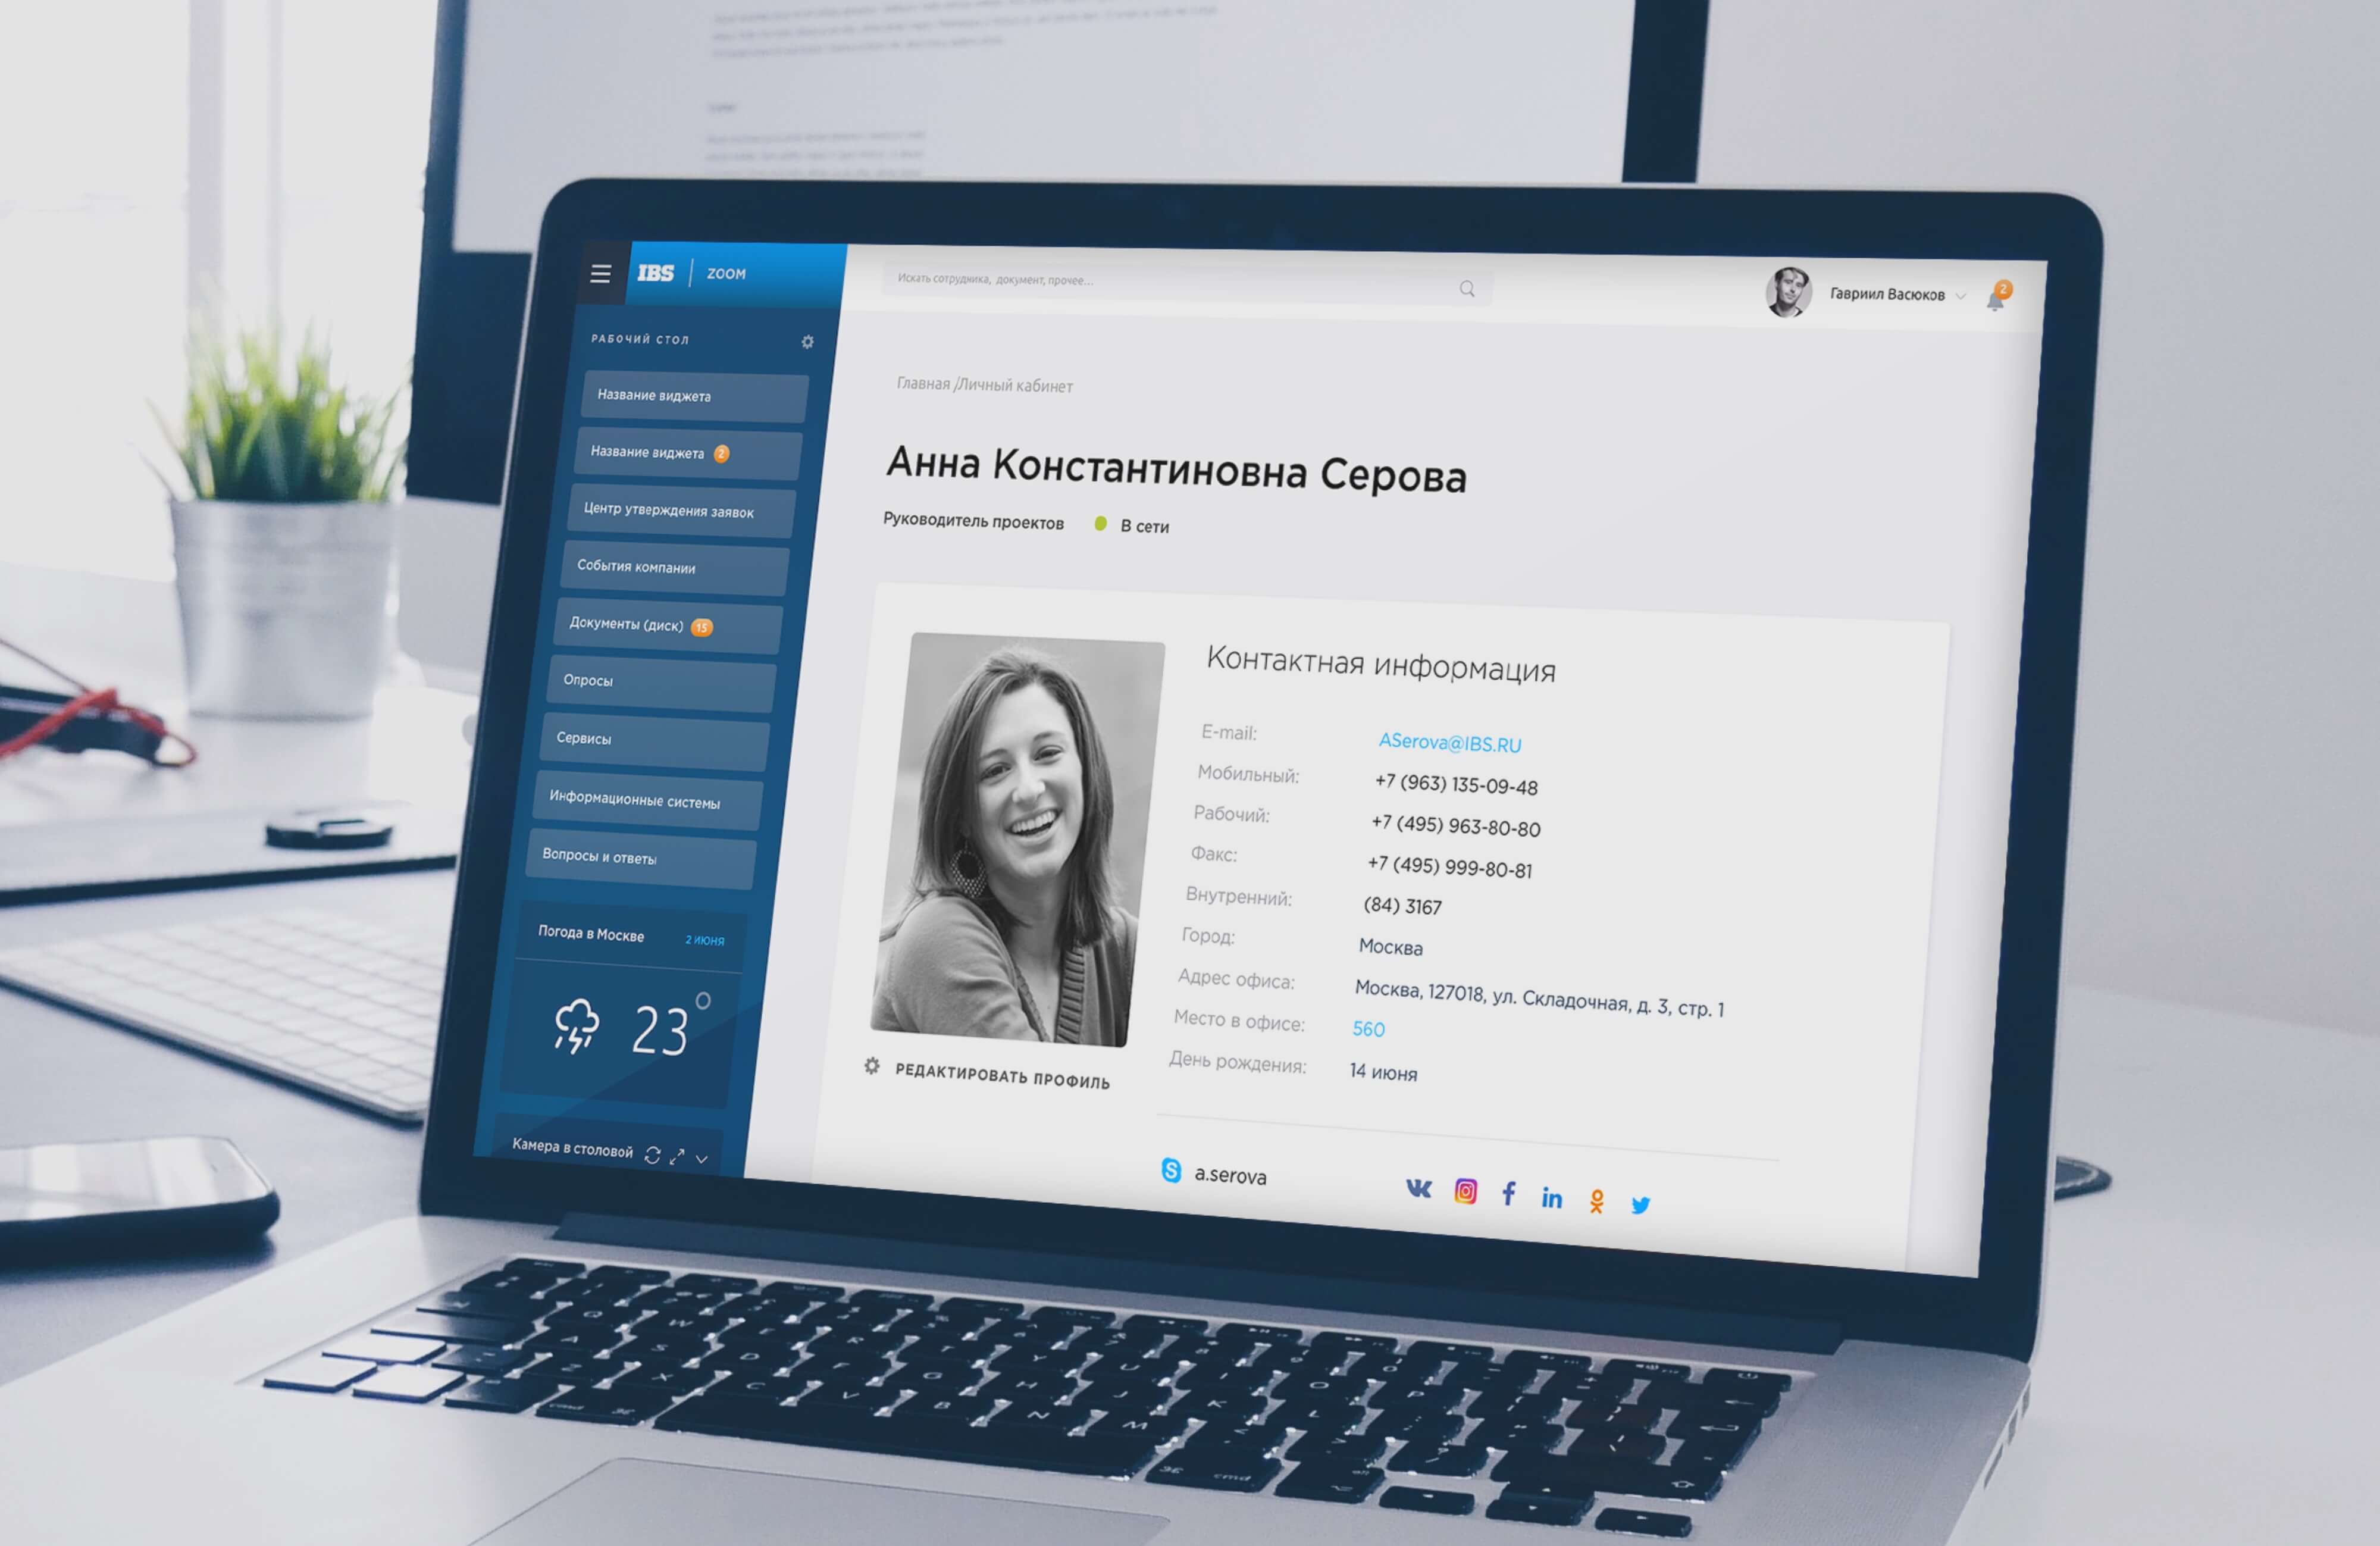 IBS | ZOOM
Искать сотрудника, документ, прочее...
Гавриил Васюков
2
РАБОЧИЙ СТОЛ
Название виджета
Название виджета 2
Центр утверждения заявок
События компании
Документы (диск) 15
Опросы
Сервисы
Информационные системы
Вопросы и ответы
Погода в Москве 2 ИЮНЯ
23°
Камера в столовой
Главная /Личный кабинет
Анна Константиновна Серова
Руководитель проектов В сети
Контактная информация
E-mail: ASerova@IBS.RU
Мобильный: +7 (963) 135-09-48
Рабочий: +7 (495) 963-80-80
Факс: +7 (495) 999-80-81
Внутренний: (84) 3167
Город: Москва
Адрес офиса: Москва, 127018, ул. Складочная, д. 3, стр. 1
Место в офисе: 560
День рождения: 14 июня
РЕДАКТИРОВАТЬ ПРОФИЛЬ
a.serova
cmd
cmd